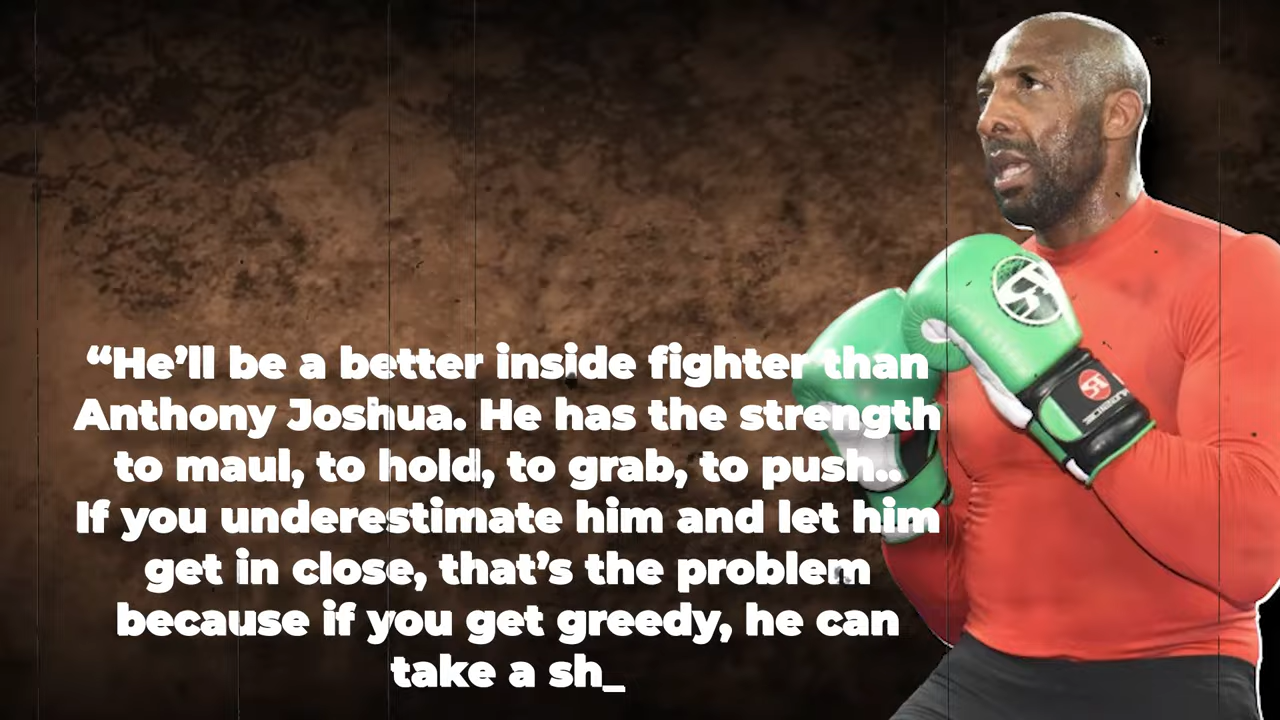 “He’ll be a better inside fighter than
Anthony Joshua. He has the strength
to maul, to hold, to grab, to push..
If you underestimate him and let him
get in close, that’s the problem
because if you get greedy, he can
take a sh_